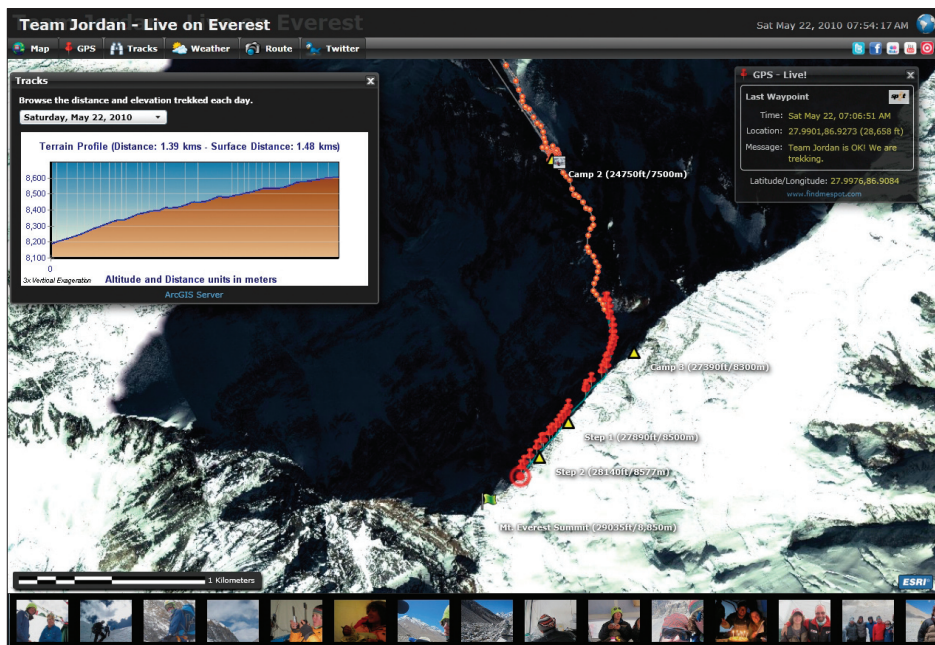 Team Jordan - Live on Everest
Sat May 22, 2010 07:54:17 AM
Map GPS Tracks Weather Route Twitter
Tracks x
Browse the distance and elevation trekked each day.
Saturday, May 22, 2010
Terrain Profile (Distance: 1.39 kms - Surface Distance: 1.48 kms)
8,600
8,500
8,400
8,300
8,200
8,100
0
3x Vertical Exageration Altitude and Distance units in meters
ArcGIS Server
GPS - Live! x
Last Waypoint spot
Time: Sat May 22, 07:06:51 AM
Location: 27.9901,86.9273 (28,658 ft)
Message: Team Jordan is OK! We are
trekking.
Latitude/Longitude: 27.9976,86.9084
www.findmespot.com
Camp 2 (24750ft/7500m)
Camp 3 (27390ft/8300m)
Step 1 (27890ft/8500m)
Step 2 (28140ft/8577m)
Mt. Everest Summit (29035ft/8,850m)
1 Kilometers
ESRI